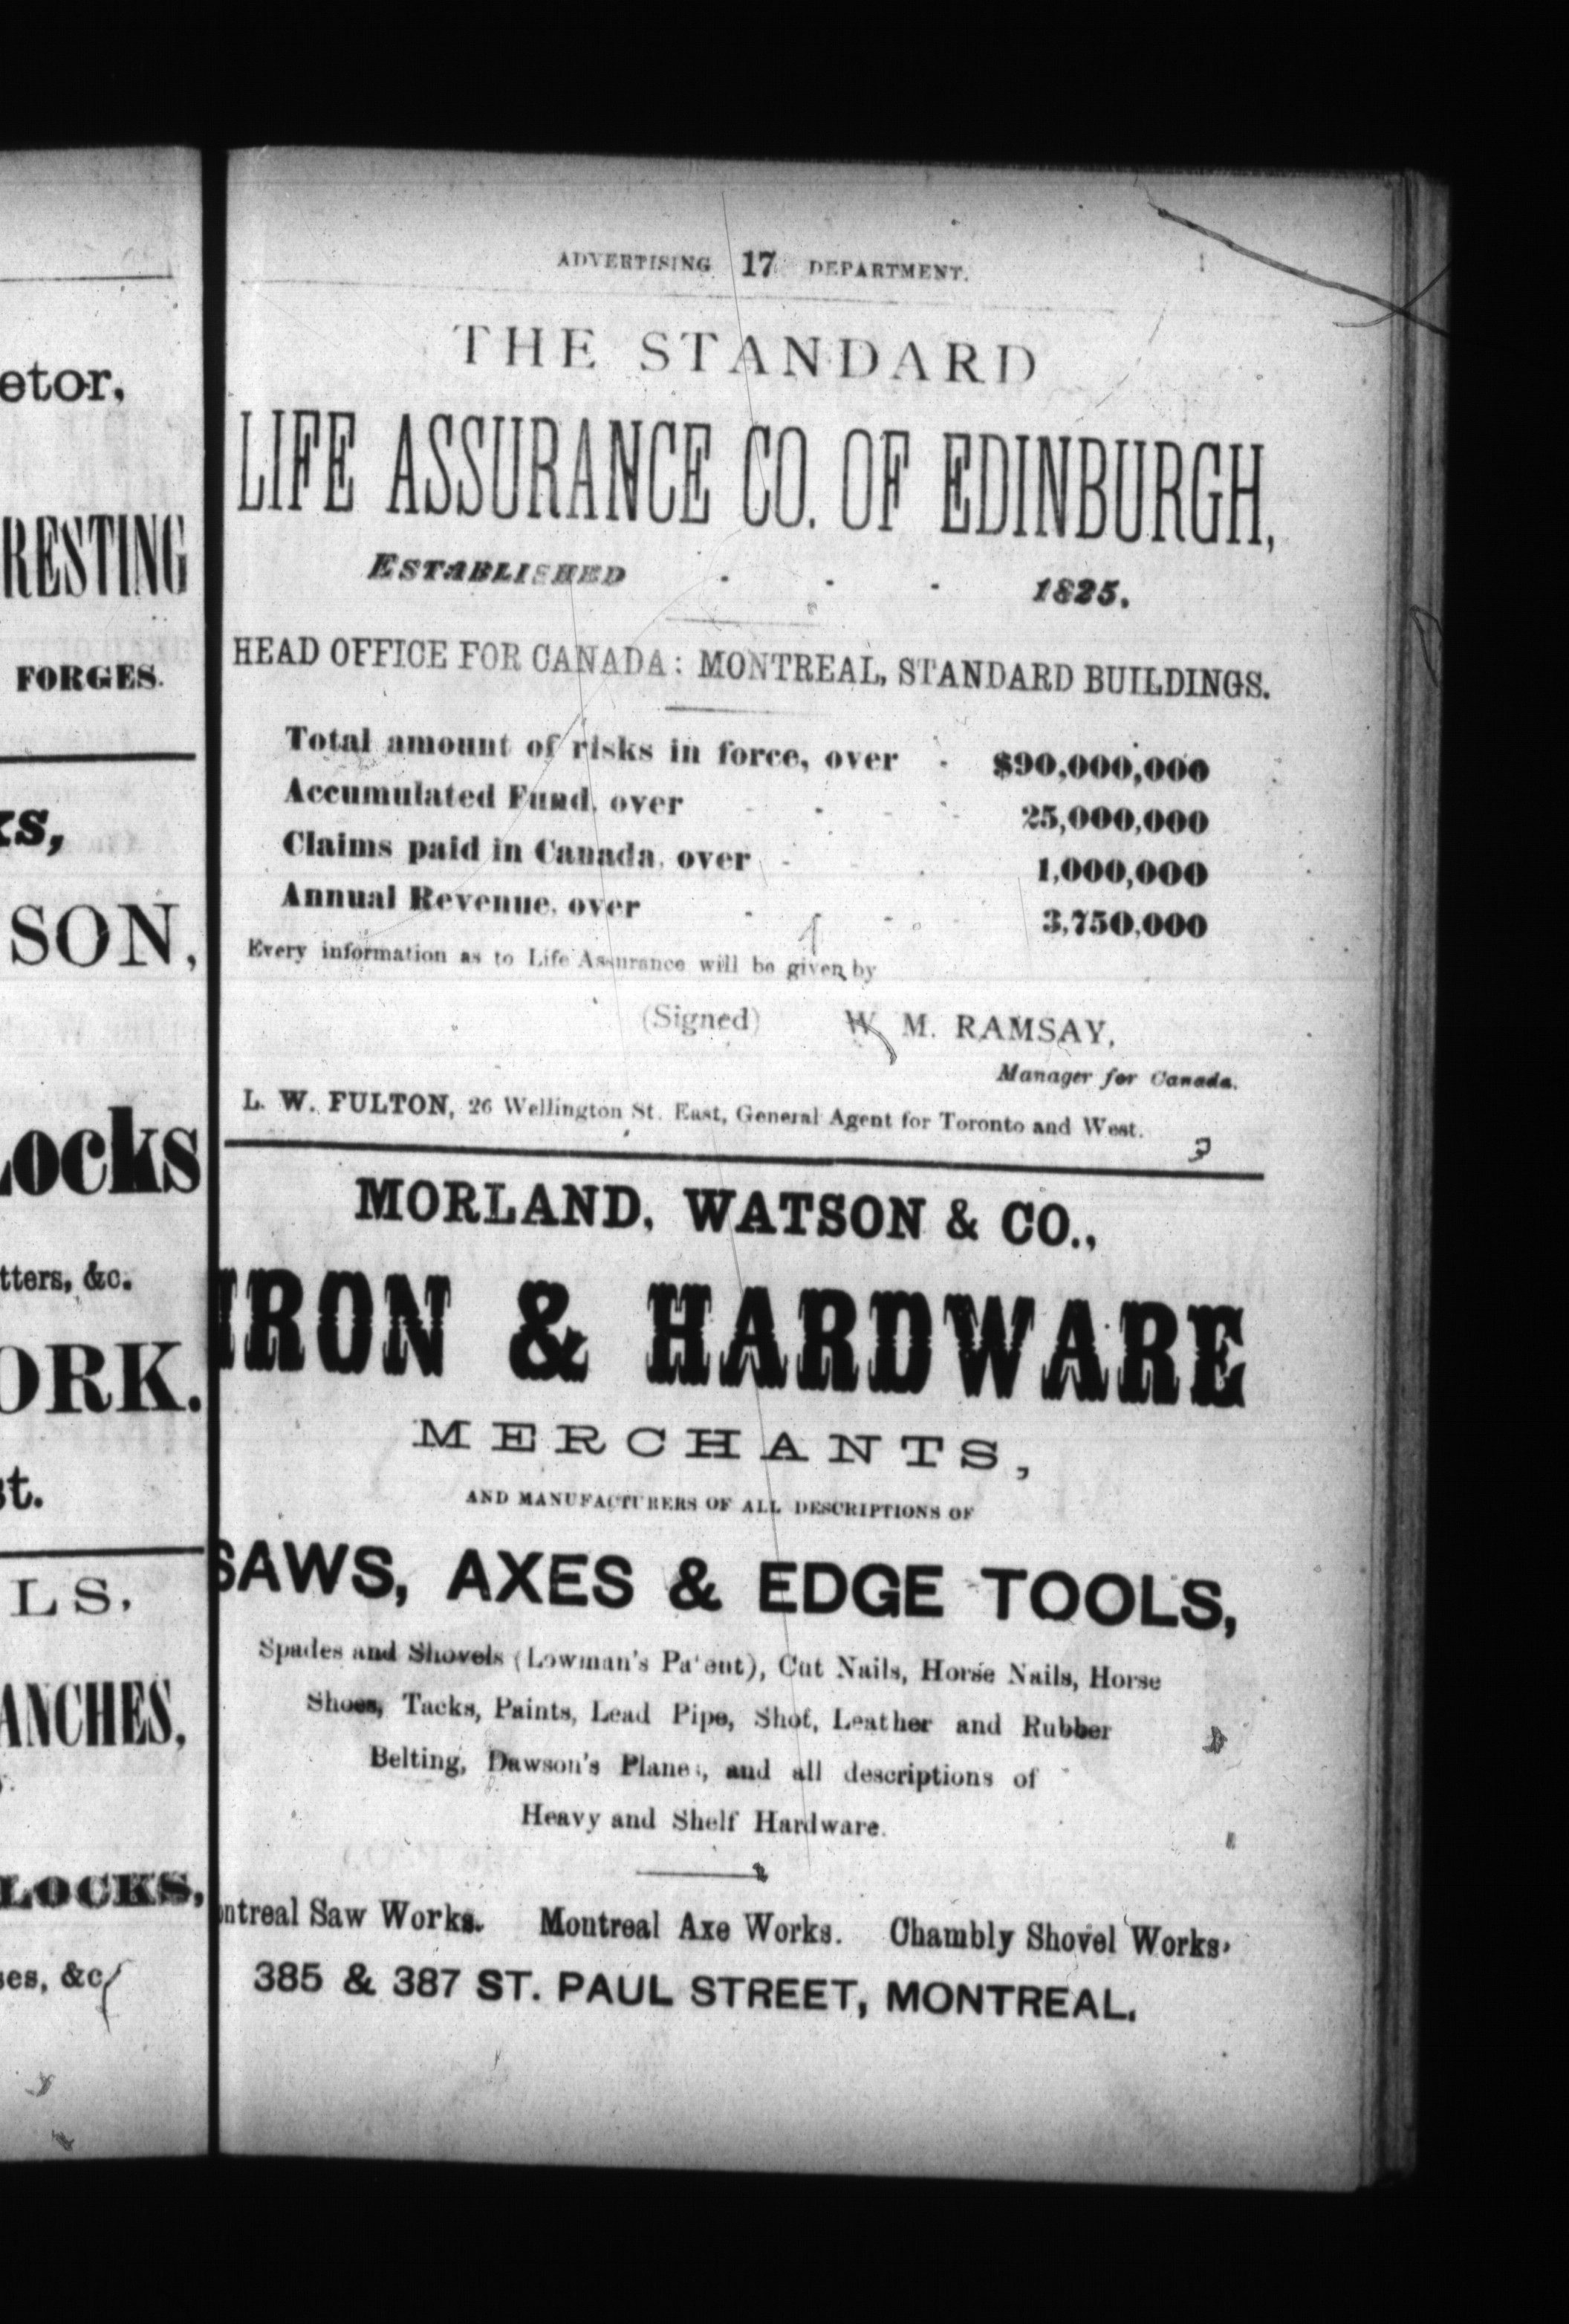 etor,
RESTING
FORGES.
SON,
ocks
tters, &c.
ORK.
st.
LS,
ANCHES,
LOCKS,
ses, &c
ADVERTISING 17 DEPARTMENT.
THE STANDARD
LIFE ASSURANCE CO. OF EDINBURGH,
ESTABLISHED - - - 1825.
HEAD OFFICE FOR CANADA: MONTREAL, STANDARD BUILDINGS.
Total amount of risks in force, over - $90,000,000
Accumulated Fund, over - - - 25,000,000
Claims paid in Canada, over - - 1,000,000
Annual Revenue, over - - - 3,750,000
Every information as to Life Assurance will be given by
(Signed) W. M. RAMSAY,
Manager for Canada.
L. W. FULTON, 26 Wellington St. East, General Agent for Toronto and West.
MORLAND, WATSON & CO.,
IRON & HARDWARE
MERCHANTS,
AND MANUFACTURERS OF ALL DESCRIPTIONS OF
SAWS, AXES & EDGE TOOLS,
Spades and Shovels (Lowman's Patent), Cut Nails, Horse Nails, Horse
Shoes, Tacks, Paints, Lead Pipe, Shot, Leather and Rubber
Belting, Dawson's Planes, and all descriptions of
Heavy and Shelf Hardware.
ntreal Saw Works. Montreal Axe Works. Chambly Shovel Works.
385 & 387 ST. PAUL STREET, MONTREAL.